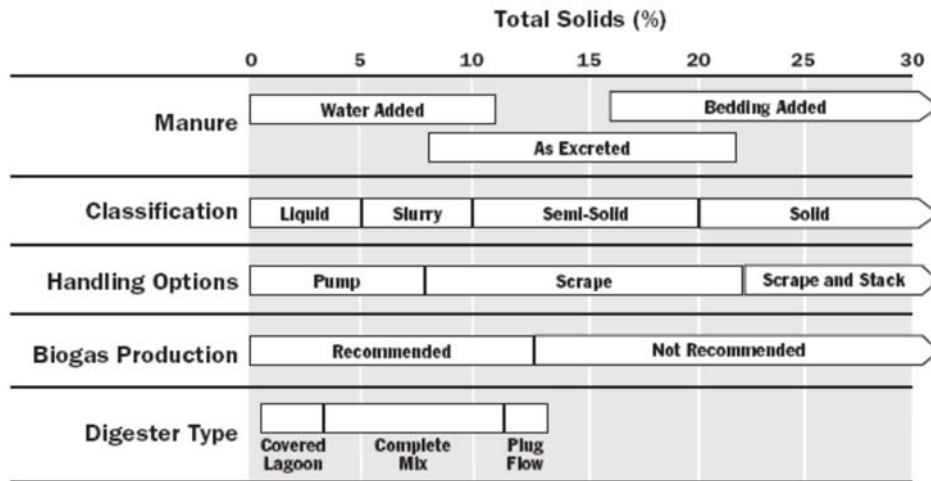 Total Solids (%)
0 5 10 15 20 25 30
Manure
Water Added
Bedding Added
As Excreted
Classification
Liquid Slurry Semi-Solid Solid
Handling Options
Pump Scrape Scrape and Stack
Biogas Production
Recommended Not Recommended
Digester Type
Covered
Lagoon
Complete
Mix
Plug
Flow